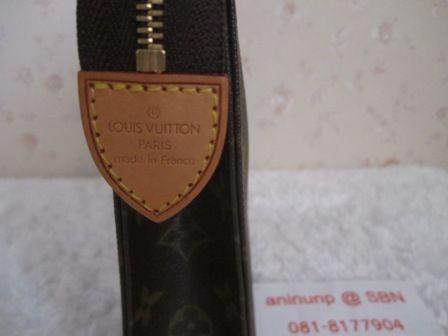 LOUIS VUITTON
PARIS
made in France
aninunp @ SBN
081-8177904